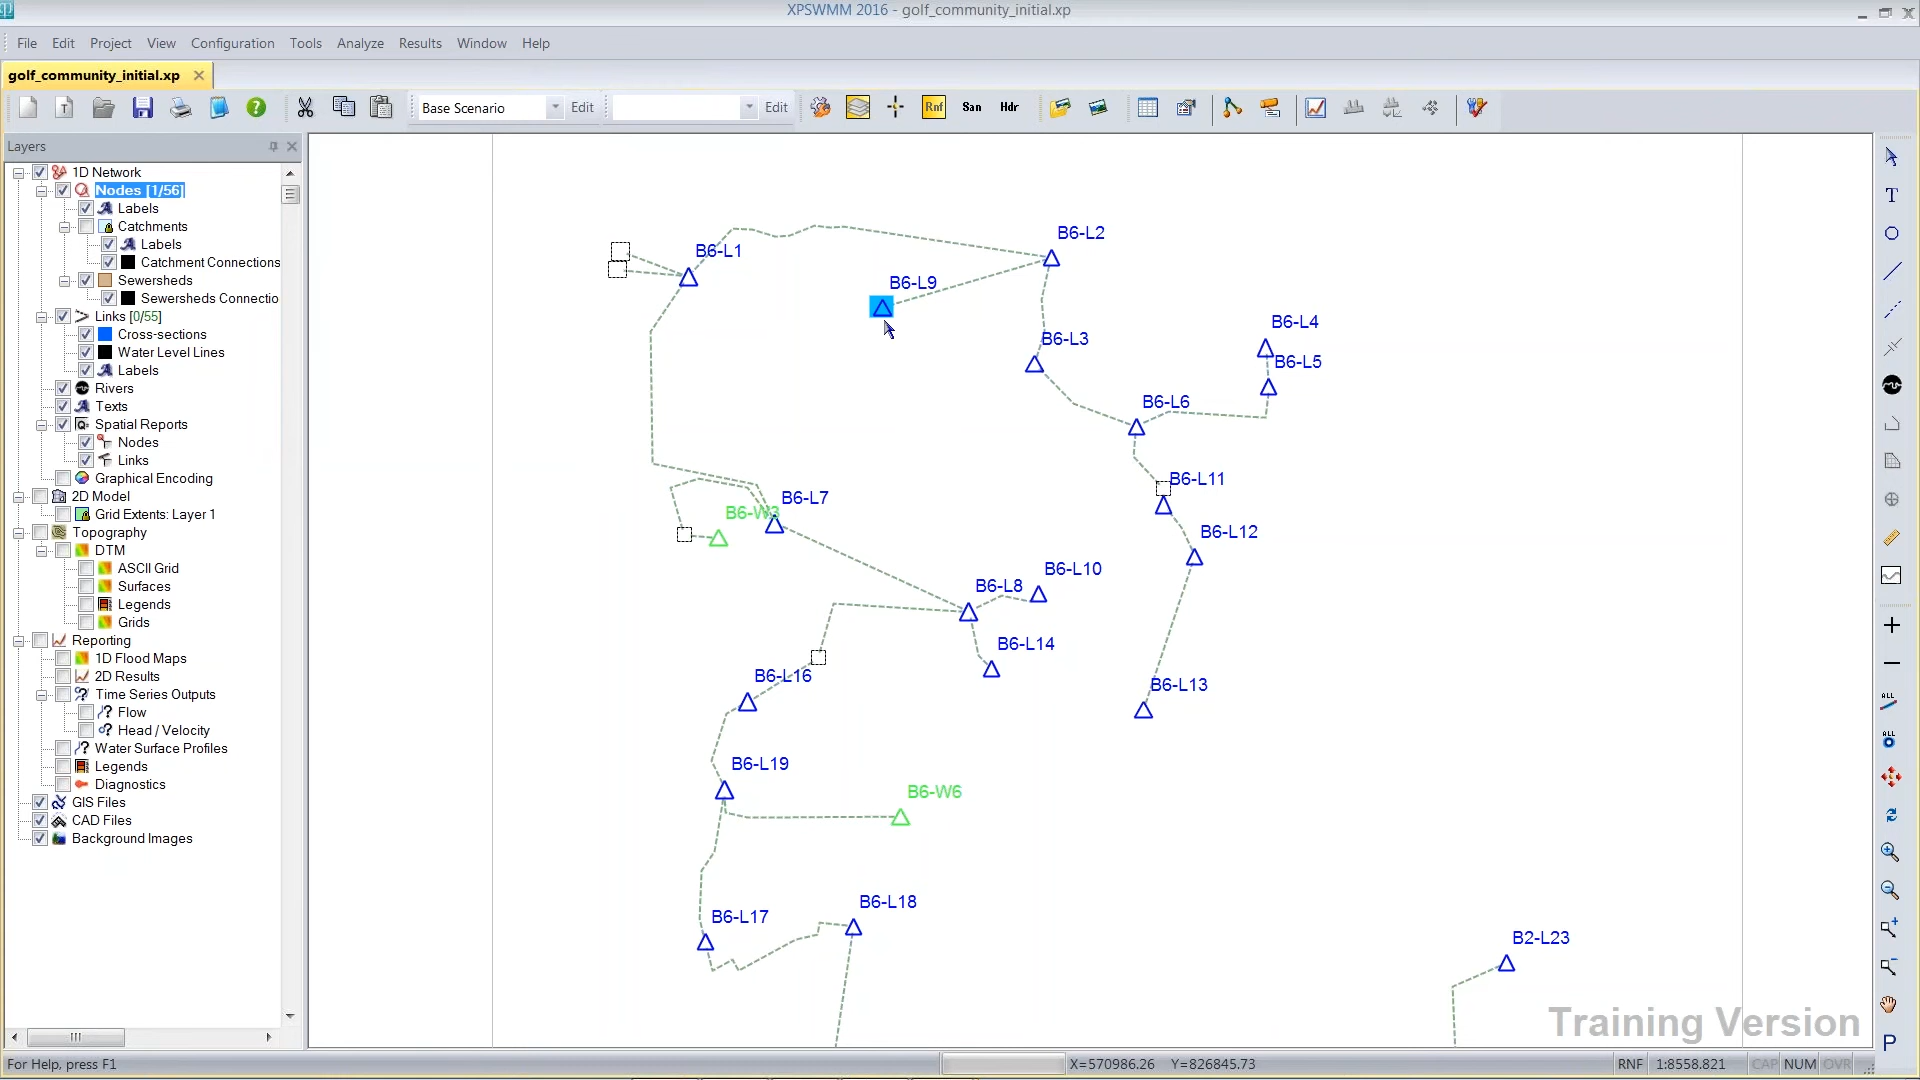 XPSWMM 2016 - golf_community_initial.xp
File Edit Project View Configuration Tools Analyze Results Window Help
golf_community_initial.xp
Base Scenario Edit Edit Rnf San Hdr
Layers
1D Network
Nodes [1/56]
Labels
Catchments
Labels
Catchment Connections
Sewersheds
Labels
Sewersheds Connectio
Links [0/55]
Cross-sections
Water Level Lines
Labels
Rivers
Texts
Spatial Reports
Nodes
Links
Graphical Encoding
2D Model
Grid Extents: Layer 1
Topography
DTM
ASCII Grid
Surfaces
Legends
Grids
Reporting
1D Flood Maps
2D Results
Time Series Outputs
Flow
Head / Velocity
Water Surface Profiles
Legends
Diagnostics
GIS Files
CAD Files
Background Images
B6-L2
B6-L1
B6-L9
B6-L4
B6-L3
B6-L5
B6-L6
B6-L11
B6-L7
B6-W3
B6-L12
B6-L10
B6-L8
B6-L14
B6-L16
B6-L13
B6-L19
B6-W6
B6-L18
B6-L17
B2-L23
Training Version
T
ALL
ALL
P
For Help, press F1 X=570986.26 Y=826845.73 RNF 1:8558.821 CAP NUM OVR